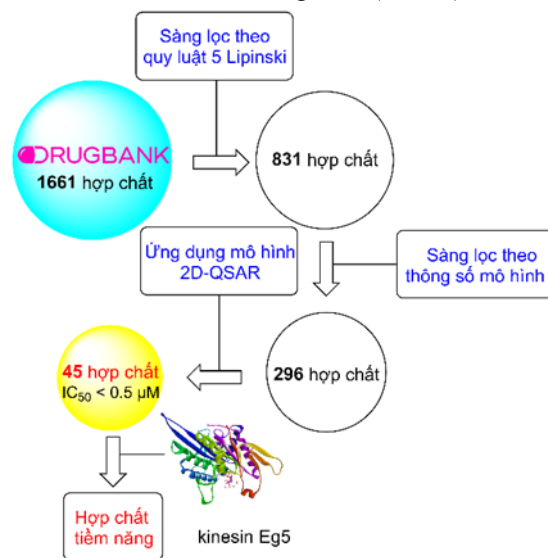 Sàng lọc theo
quy luật 5 Lipinski
DRUGBANK
1661 hợp chất
831 hợp chất
Ứng dụng mô hình
2D-QSAR
Sàng lọc theo
thông số mô hình
45 hợp chất
IC50 < 0.5 µM
296 hợp chất
Hợp chất
tiềm năng
kinesin Eg5